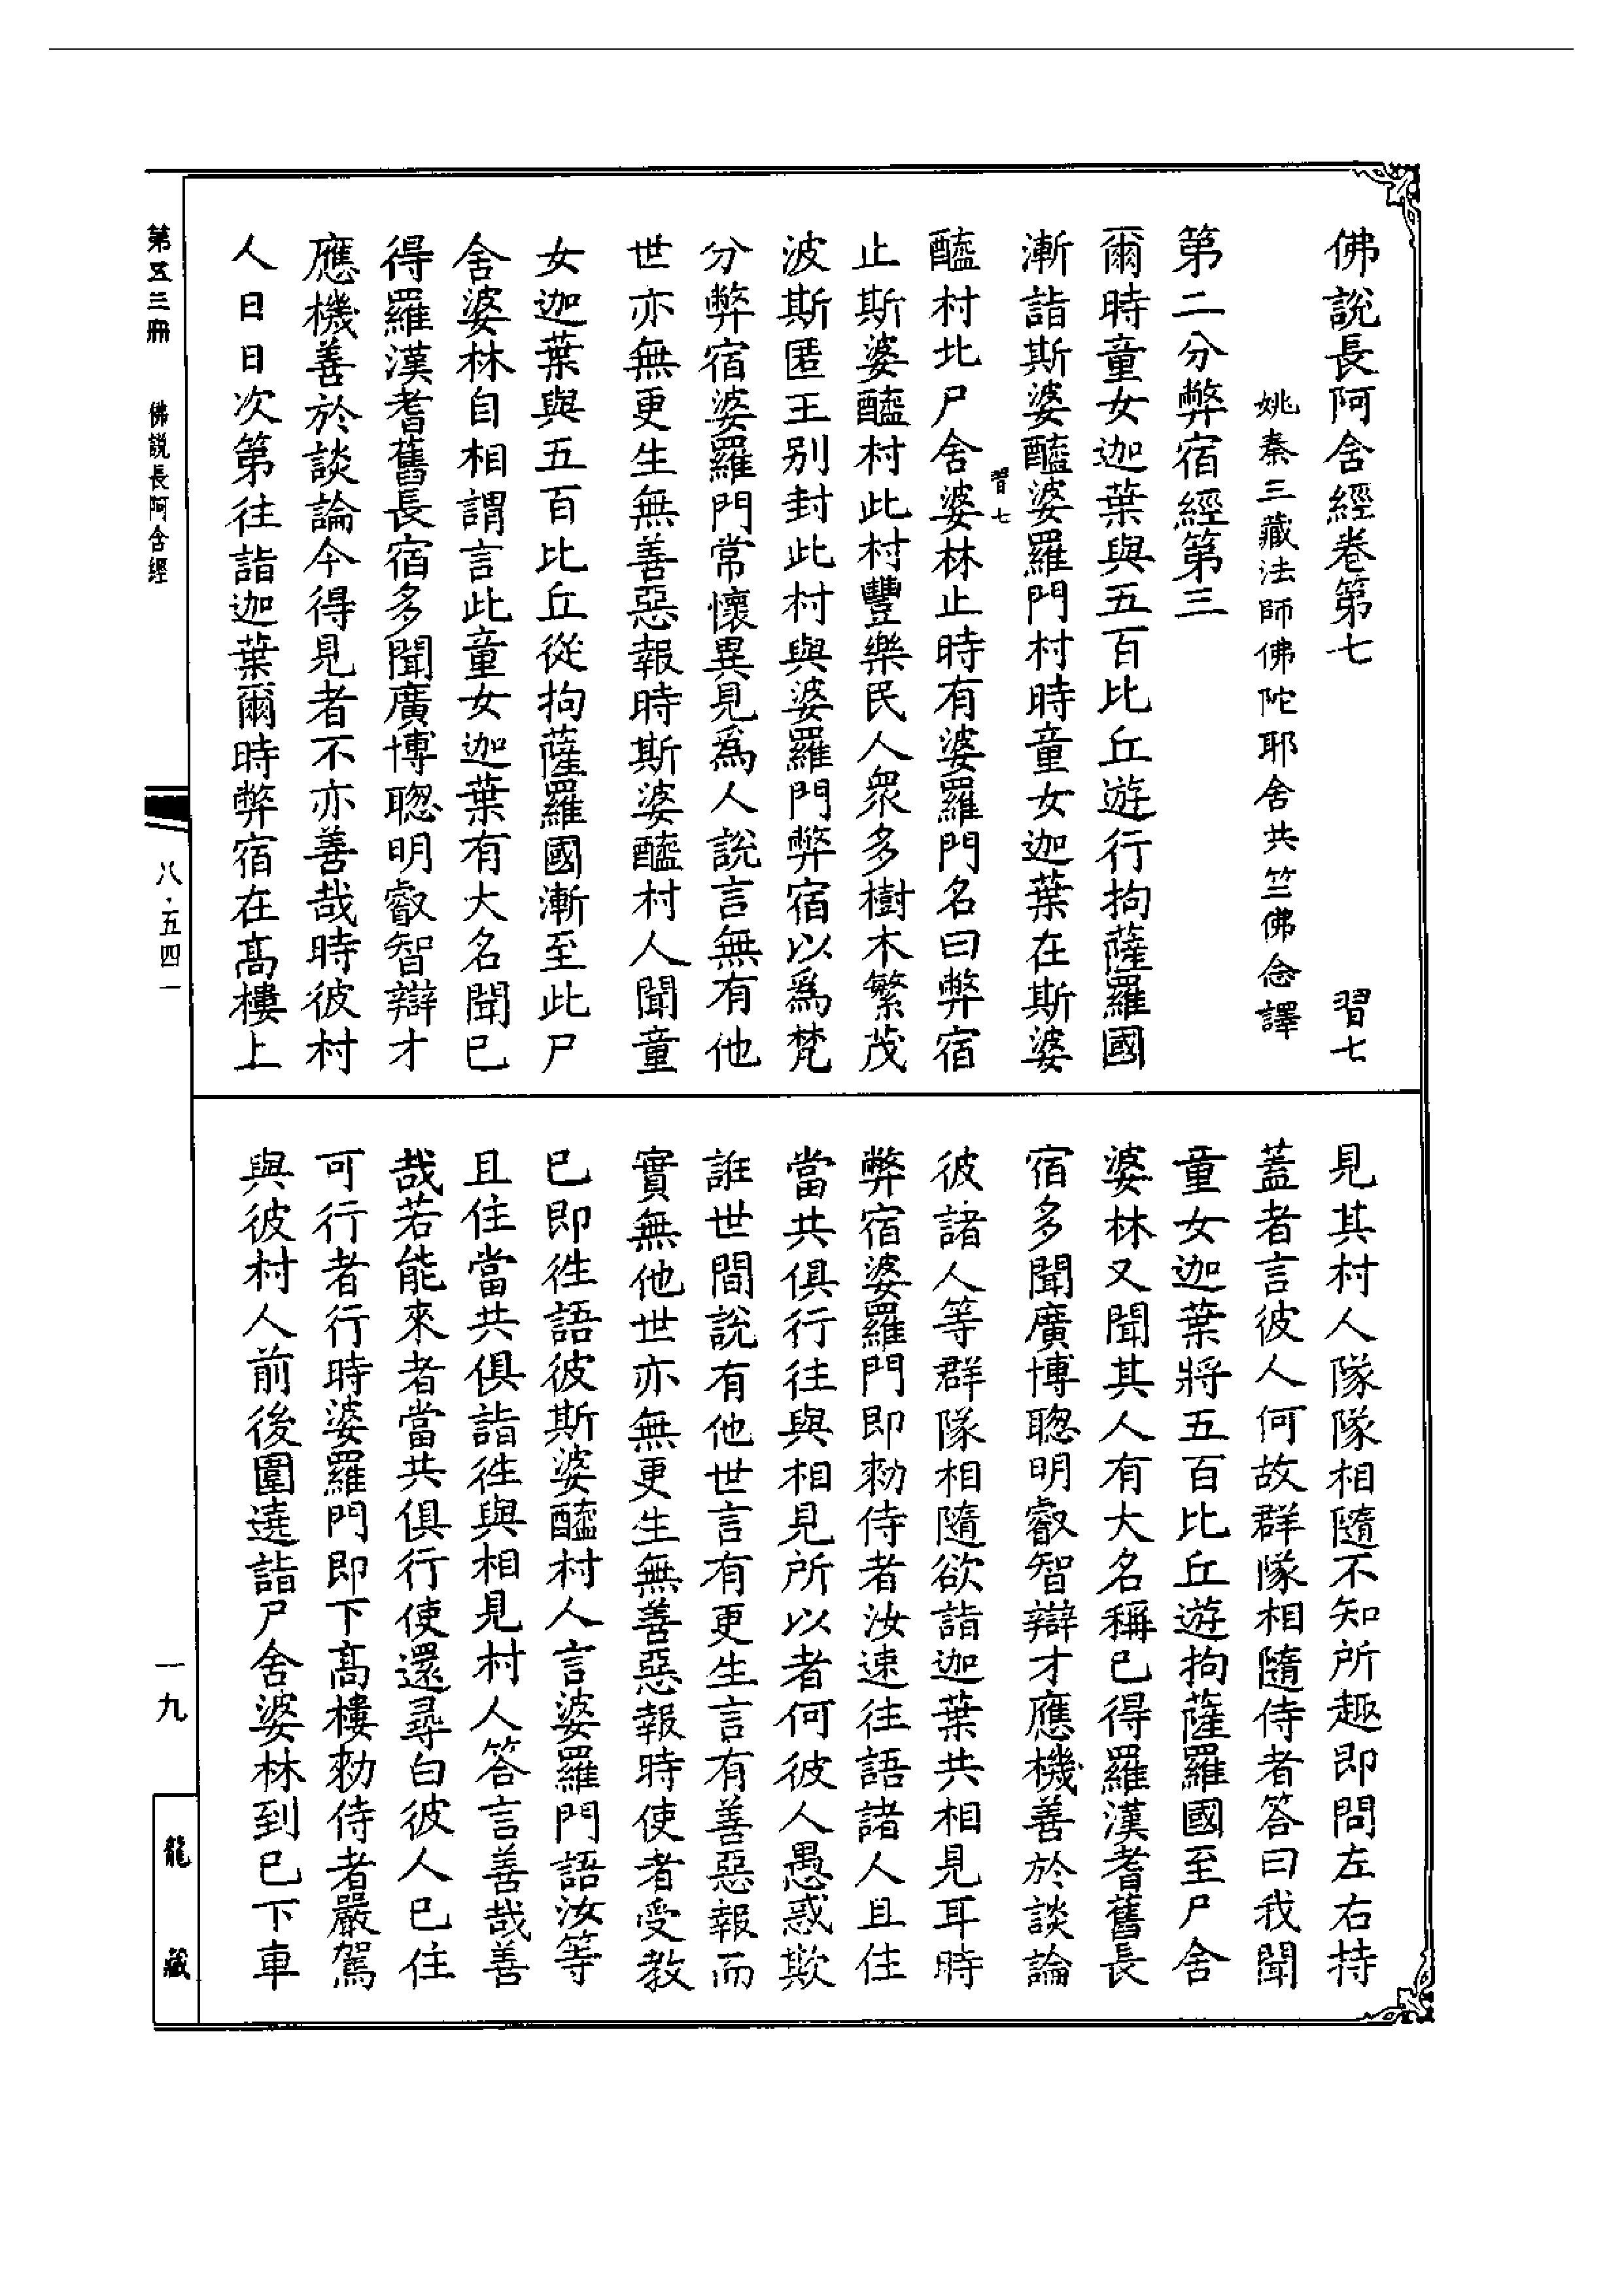 佛說長阿含經卷第七　習七
姚秦三藏法師佛陀耶舍共竺佛念譯
第二分弊宿經第三
爾時童女迦葉與五百比丘遊行拘薩羅國
漸詣斯婆醯婆羅門村時童女迦葉在斯婆
習七
醯村北尸舍婆林止時有婆羅門名曰弊宿
止斯婆醯村此村豐樂民人衆多樹木繁茂
波斯匿王别封此村與婆羅門弊宿以爲梵
分弊宿婆羅門常懷異見爲人說言無有他
世亦無更生無善惡報時斯婆醯村人聞童
女迦葉與五百比丘從拘薩羅國漸至此尸
舍婆林自相謂言此童女迦葉有大名聞已
得羅漢耆舊長宿多聞廣博聰明叡智辯才
應機善於談論今得見者不亦善哉時彼村
人日日次第往詣迦葉爾時弊宿在髙樓上
見其村人隊隊相隨不知所趣即問左右持
蓋者言彼人何故群隊相隨侍者答曰我聞
童女迦葉將五百比丘遊拘薩羅國至尸舍
婆林又聞其人有大名稱已得羅漢耆舊長
宿多聞廣博聰明叡智辯才應機善於談論
彼諸人等群隊相隨欲詣迦葉共相見耳時
弊宿婆羅門即勑侍者汝速往語諸人且住
當共俱行往與相見所以者何彼人愚惑欺
誑世間說有他世言有更生言有善惡報而
實無他世亦無更生無善惡報時使者受教
已即徃語彼斯婆醯村人言婆羅門語汝等
且住當共俱詣徃與相見村人答言善哉善
哉若能來者當共俱行使還尋白彼人已住
可行者行時婆羅門即下髙樓勑侍者嚴駕
與彼村人前後圍遶詣尸舍婆林到已下車
第五三冊　佛説長阿含經
八·五四一
一九
龍藏